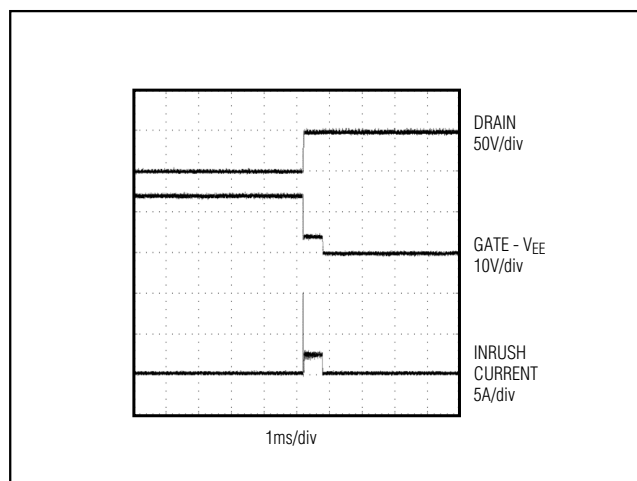 DRAIN
50V/div
GATE - VEE
10V/div
INRUSH
CURRENT
5A/div
1ms/div